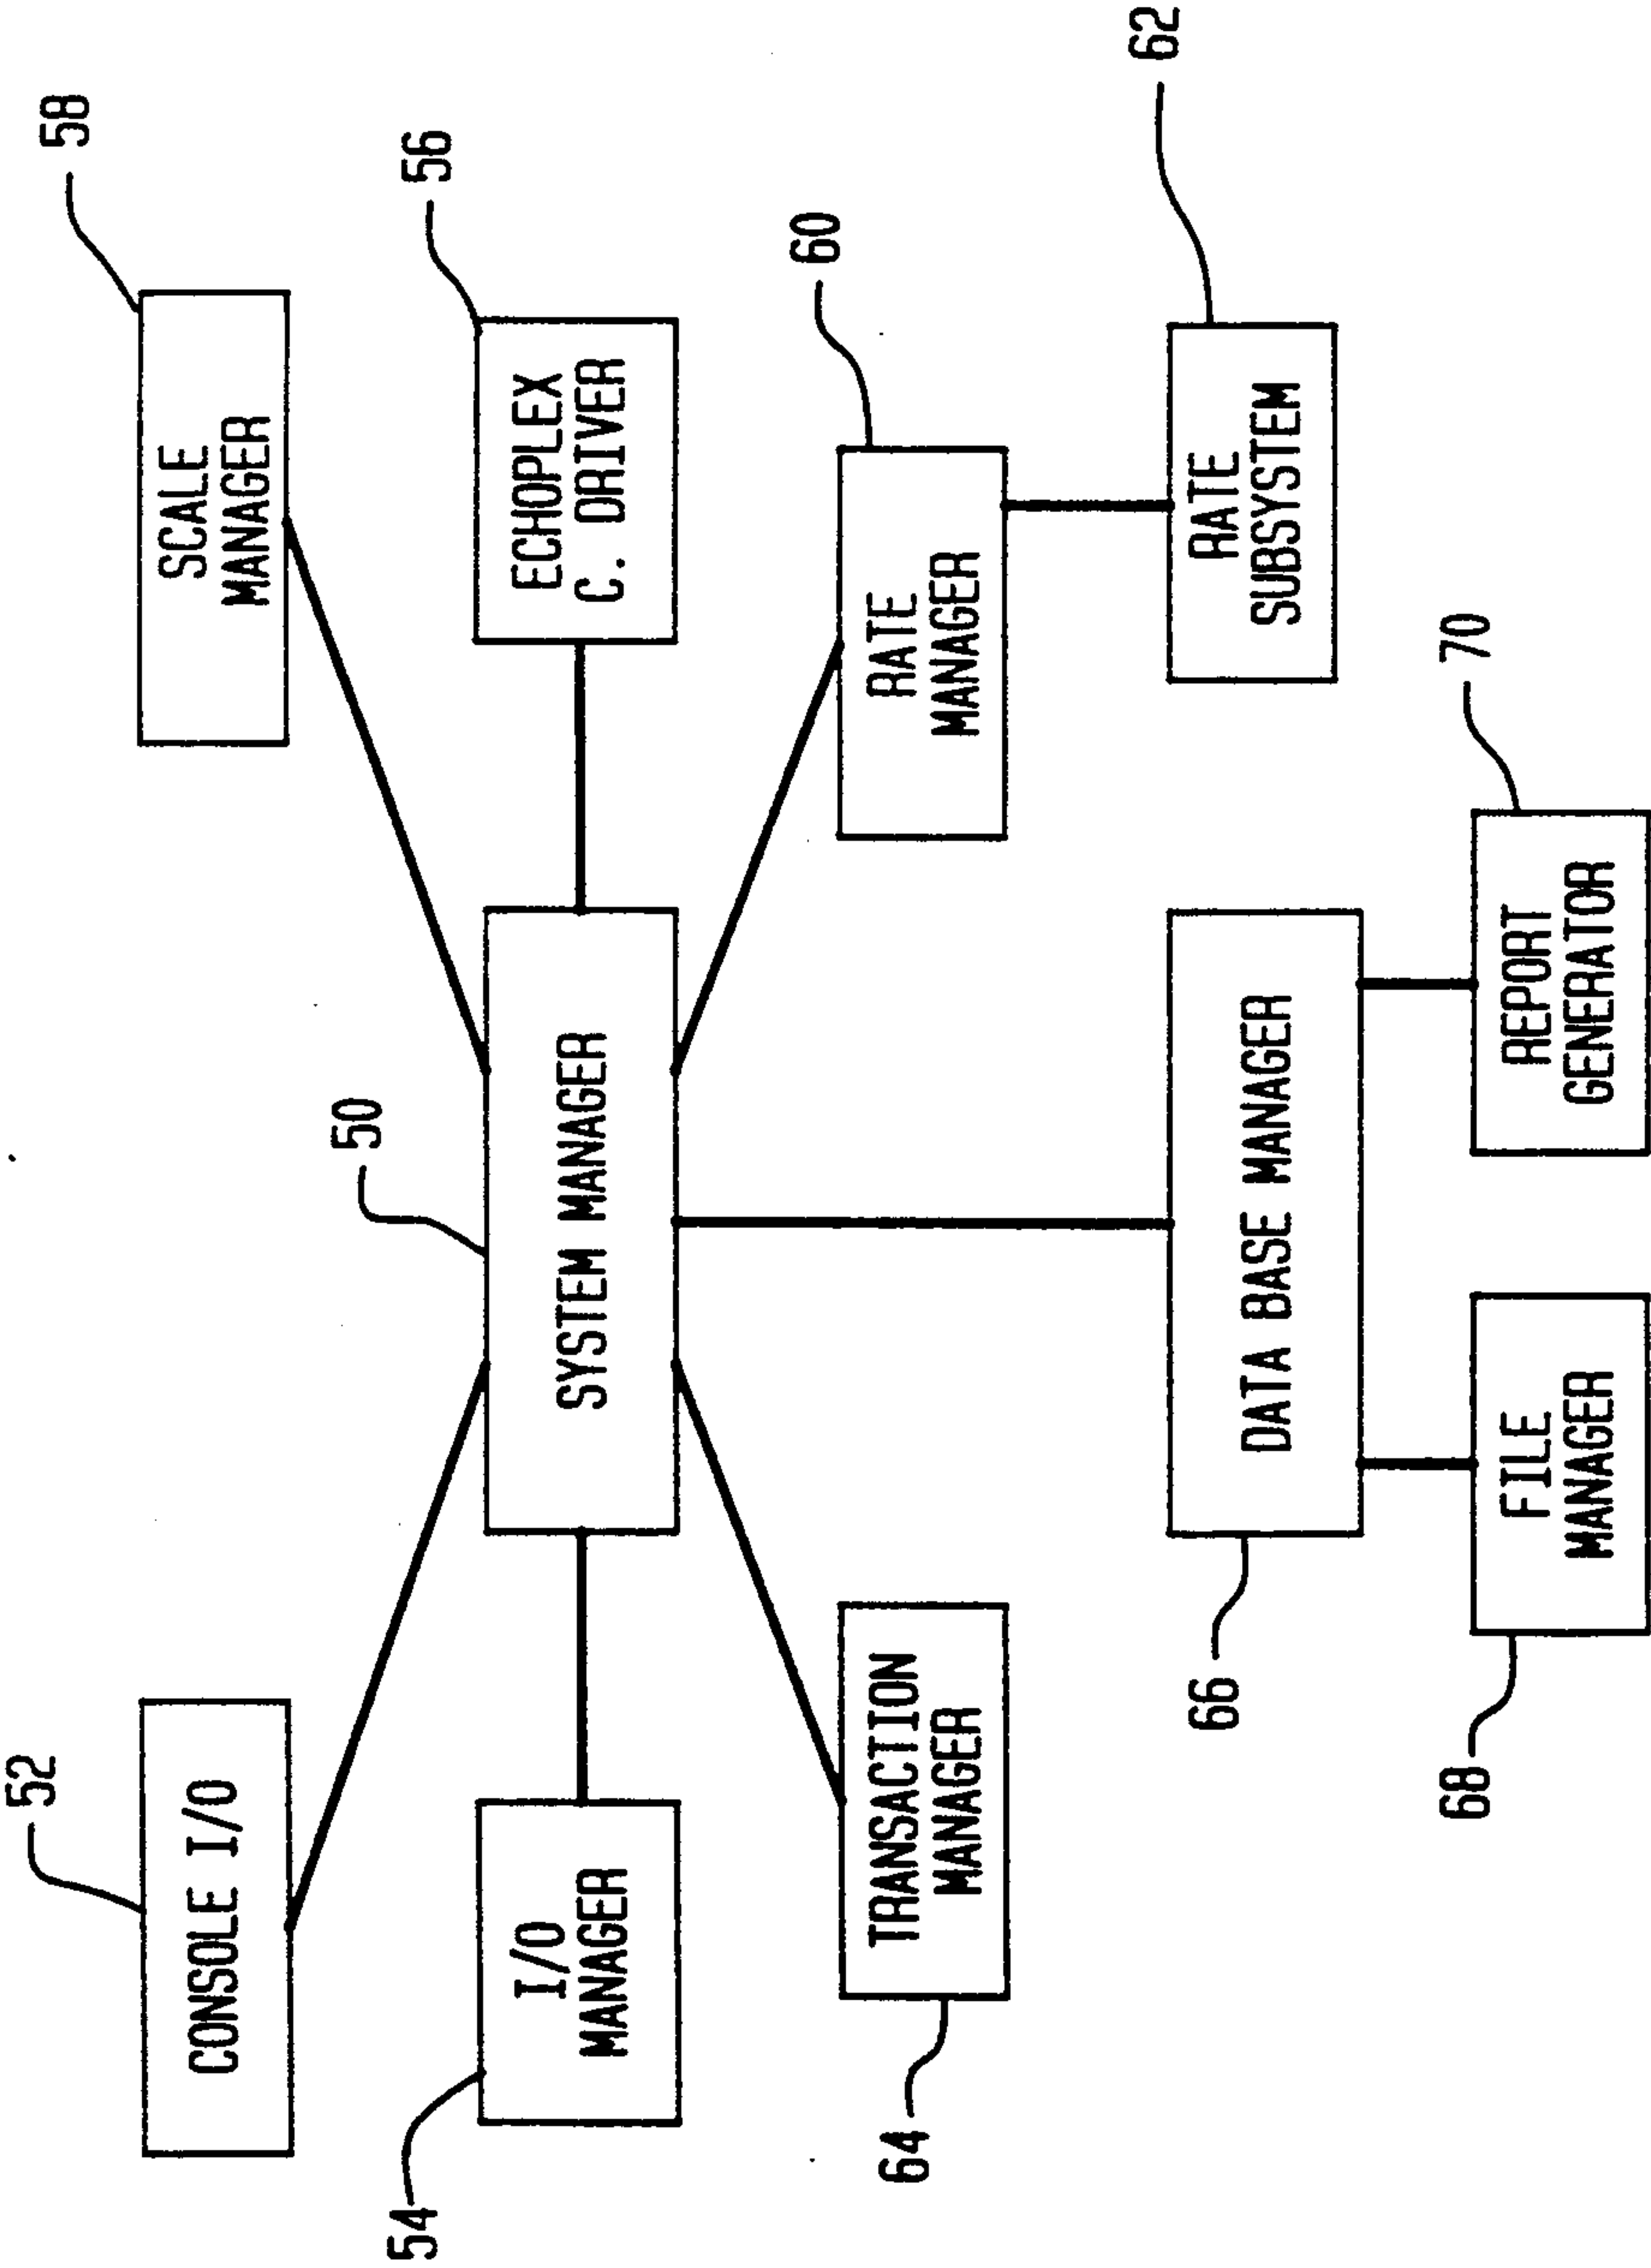 52
CONSOLE I/O
58
SCALE
MANAGER
50
SYSTEM MANAGER
54
I/O
MANAGER
56
ECHOPLEX
C. DRIVER
64
TRANSACTION
MANAGER
60
RATE
MANAGER
66
DATA BASE MANAGER
62
RATE
SUBSYSTEM
68
FILE
MANAGER
70
REPORT
GENERATOR